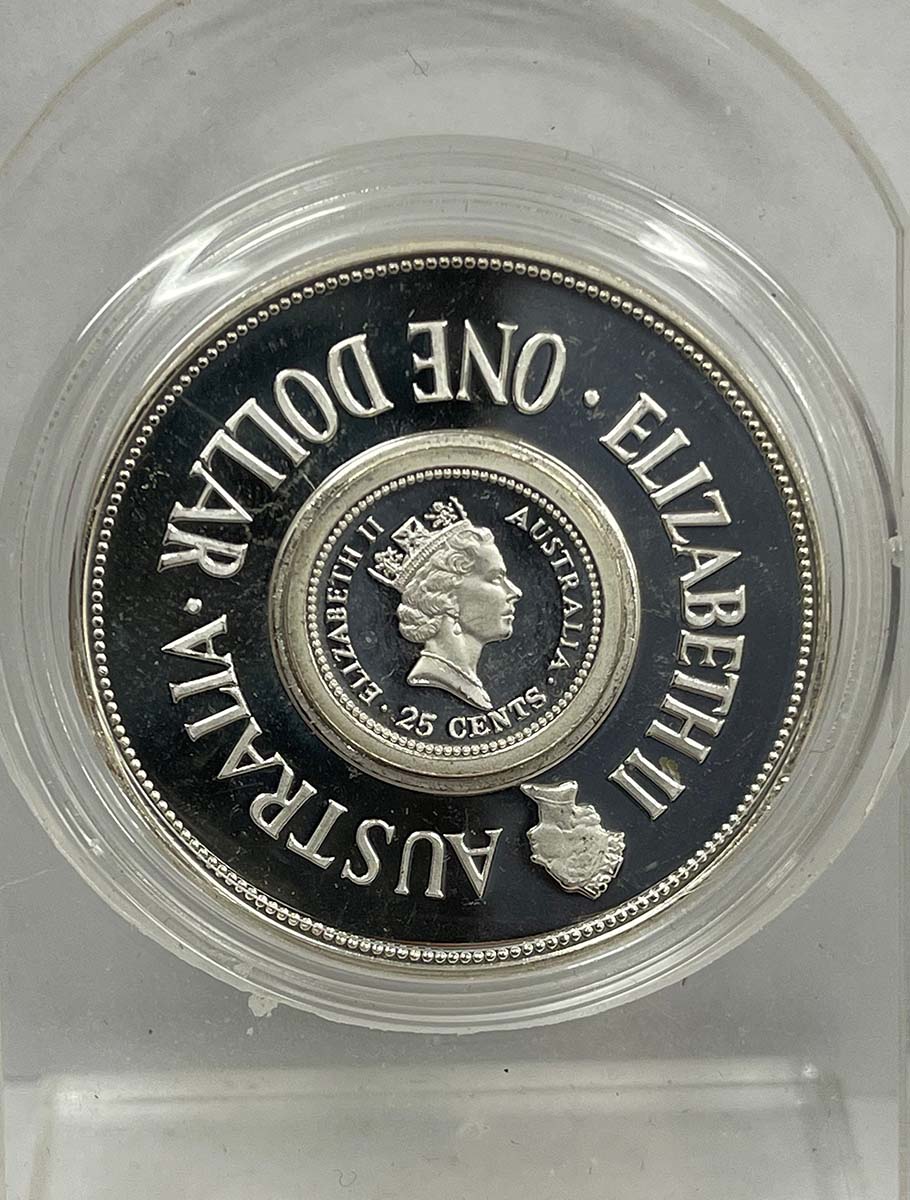 ELIZABETH II
AUSTRALIA · ONE DOLLAR ·
ELIZABETH II AUSTRALIA
· 25 CENTS ·